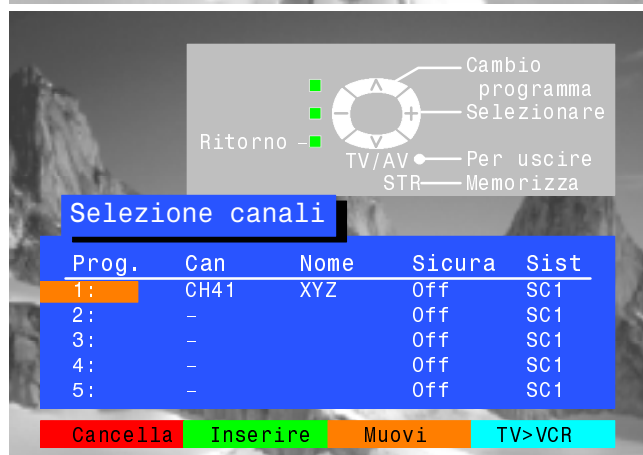 Cambio
programma
Selezionare
Ritorno
TV/AV Per uscire
STR Memorizza
Selezione canali
Prog. Can Nome Sicura Sist
1: CH41 XYZ Off SC1
2: – Off SC1
3: – Off SC1
4: – Off SC1
5: – Off SC1
Cancella Inserire Muovi TV>VCR